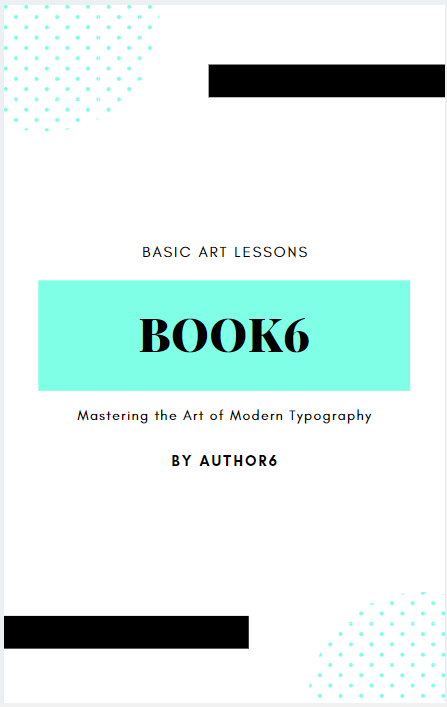 BASIC ART LESSONS
BOOK6
Mastering the Art of Modern Typography
BY AUTHOR6